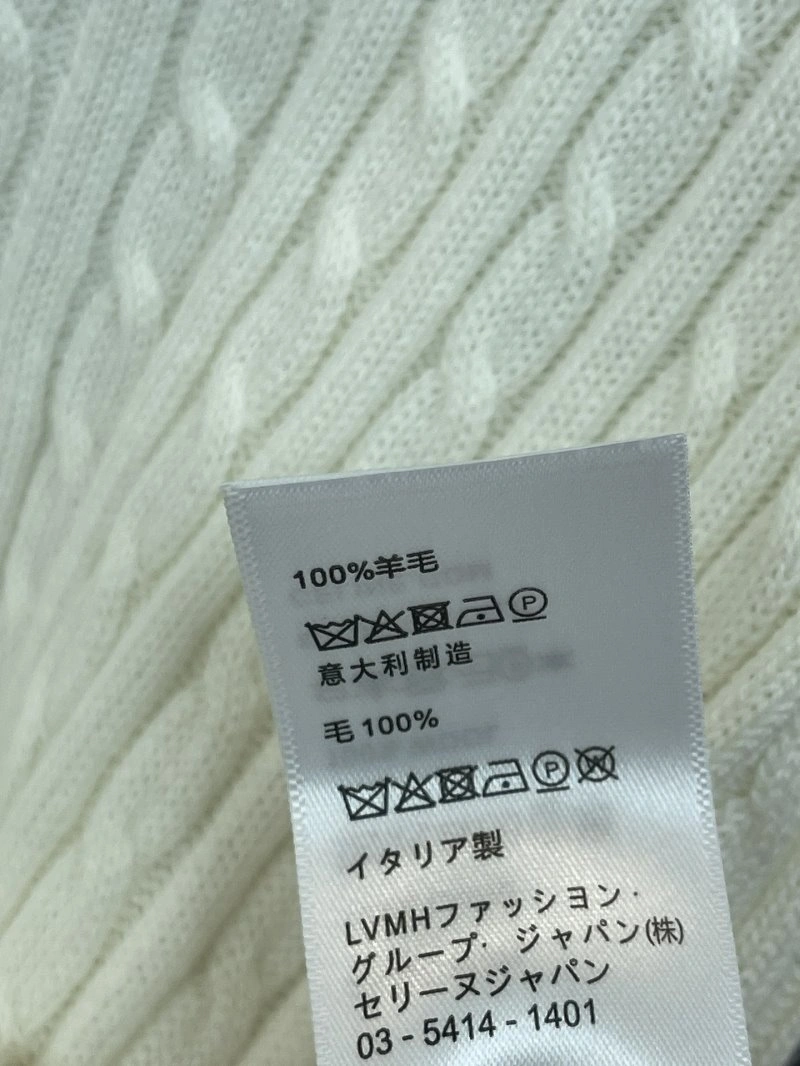 100%羊毛
P
意大利制造
毛 100%
P W
イタリア製
LVMHファッション・
グループ・ジャパン(株)
セリーヌジャパン
03 - 5414 - 1401